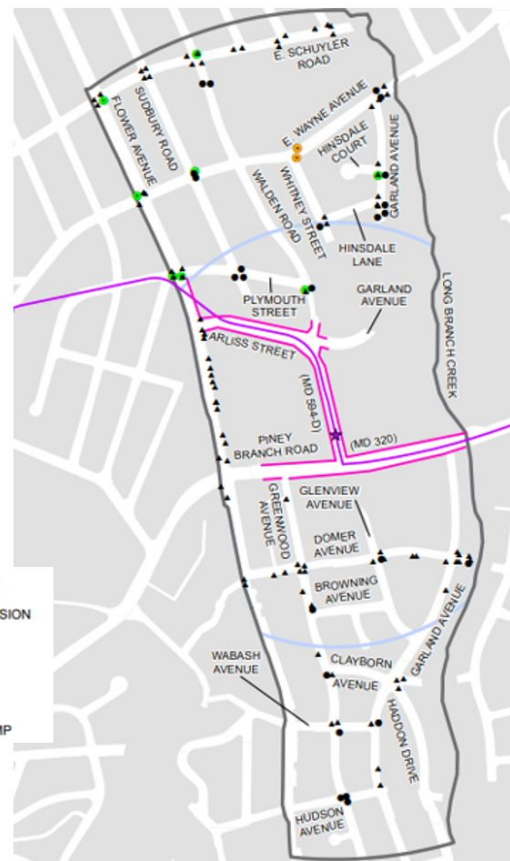 E. SCHUYLER
ROAD
SUDBURY ROAD
FLOWER AVENUE
E. WAYNE AVENUE
HINSDALE
COURT
GARLAND AVENUE
WALDEN ROAD
WHITNEY STREET
HINSDALE
LANE
PLYMOUTH
STREET
GARLAND
AVENUE
LONG BRANCH CREEK
ARLISS STREET
(MD 594-D)
(MD 320)
PINEY
BRANCH ROAD
GREENWOOD
AVENUE
GLENVIEW
AVENUE
DOMER
AVENUE
BROWNING
AVENUE
SION
GARLAND AVENUE
WABASH
AVENUE
CLAYBORN
AVENUE
MP
HADDON DRIVE
HUDSON
AVENUE